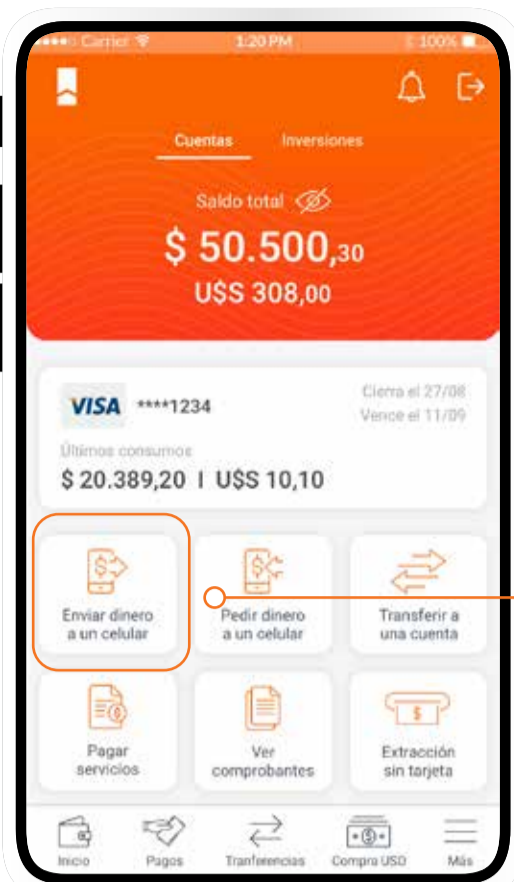 Carrier 1:20 PM 100%
Cuentas Inversiones
Saldo total
$ 50.500,30
U$S 308,00
VISA ****1234
Cierra el 27/08
Vence el 11/09
Últimos consumos
$ 20.389,20 I U$S 10,10
Enviar dinero
a un celular
Pedir dinero
a un celular
Transferir a
una cuenta
Pagar
servicios
Ver
comprobantes
Extracción
sin tarjeta
Inicio Pagos Tranferencias Compra USD Más